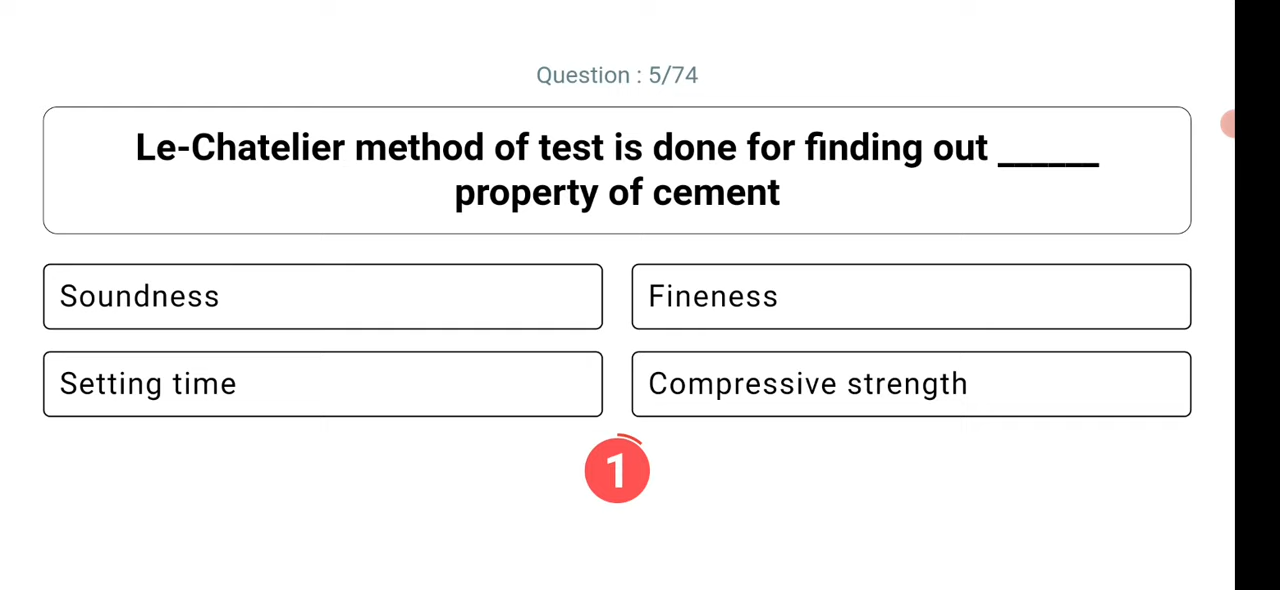 Question : 5/74
Le-Chatelier method of test is done for finding out ______
property of cement
Soundness
Fineness
Setting time
Compressive strength
1